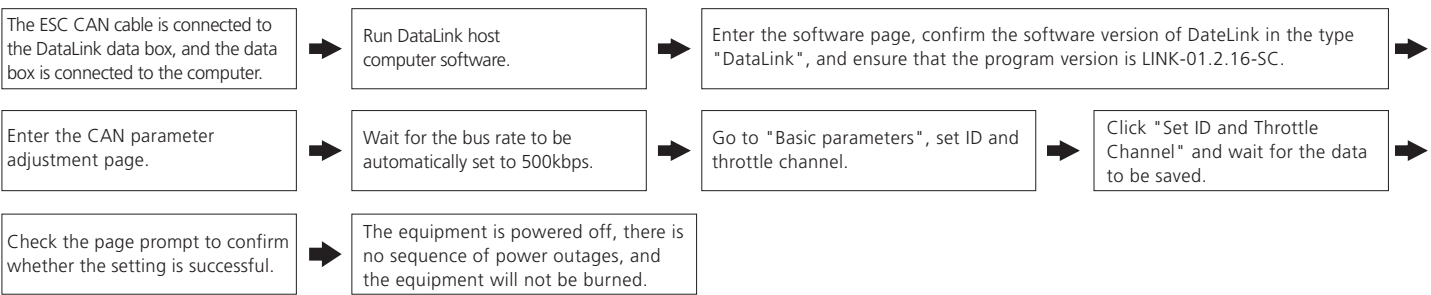 The ESC CAN cable is connected to
the DataLink data box, and the data
box is connected to the computer.
Run DataLink host
computer software.
Enter the software page, confirm the software version of DateLink in the type
"DataLink", and ensure that the program version is LINK-01.2.16-SC.
Enter the CAN parameter
adjustment page.
Wait for the bus rate to be
automatically set to 500kbps.
Go to "Basic parameters", set ID and
throttle channel.
Click "Set ID and Throttle
Channel" and wait for the data
to be saved.
Check the page prompt to confirm
whether the setting is successful.
The equipment is powered off, there is
no sequence of power outages, and
the equipment will not be burned.